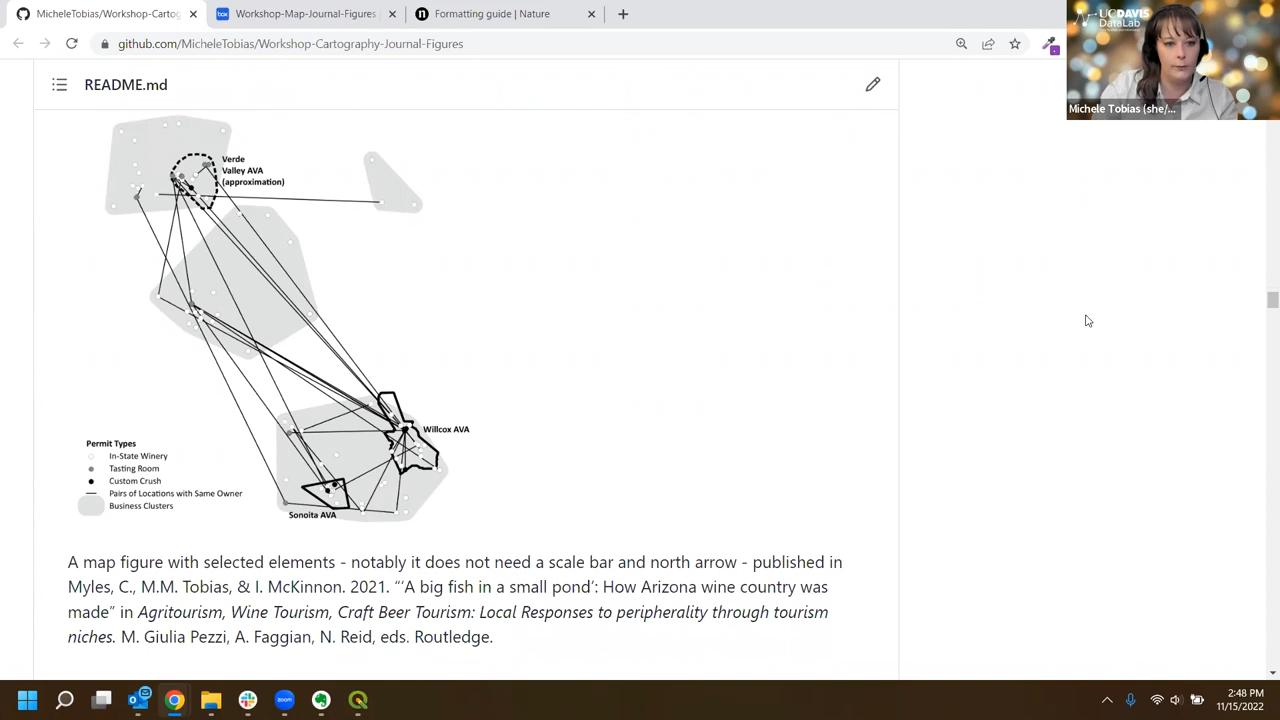 MicheleTobias/Workshop-Cartog
Workshop-Map-Journal-Figures
Formatting guide | Nature
github.com/MicheleTobias/Workshop-Cartography-Journal-Figures
UCDAVIS
DataLab
Michele Tobias (she/...
README.md
Verde
Valley AVA
(approximation)
Willcox AVA
Permit Types
In-State Winery
Tasting Room
Custom Crush
Pairs of Locations with Same Owner
Business Clusters
Sonoita AVA
A map figure with selected elements - notably it does not need a scale bar and north arrow - published in
Myles, C., M.M. Tobias, & I. McKinnon. 2021. “‘A big fish in a small pond’: How Arizona wine country was
made” in Agritourism, Wine Tourism, Craft Beer Tourism: Local Responses to peripherality through tourism
niches. M. Giulia Pezzi, A. Faggian, N. Reid, eds. Routledge.
2:48 PM
11/15/2022